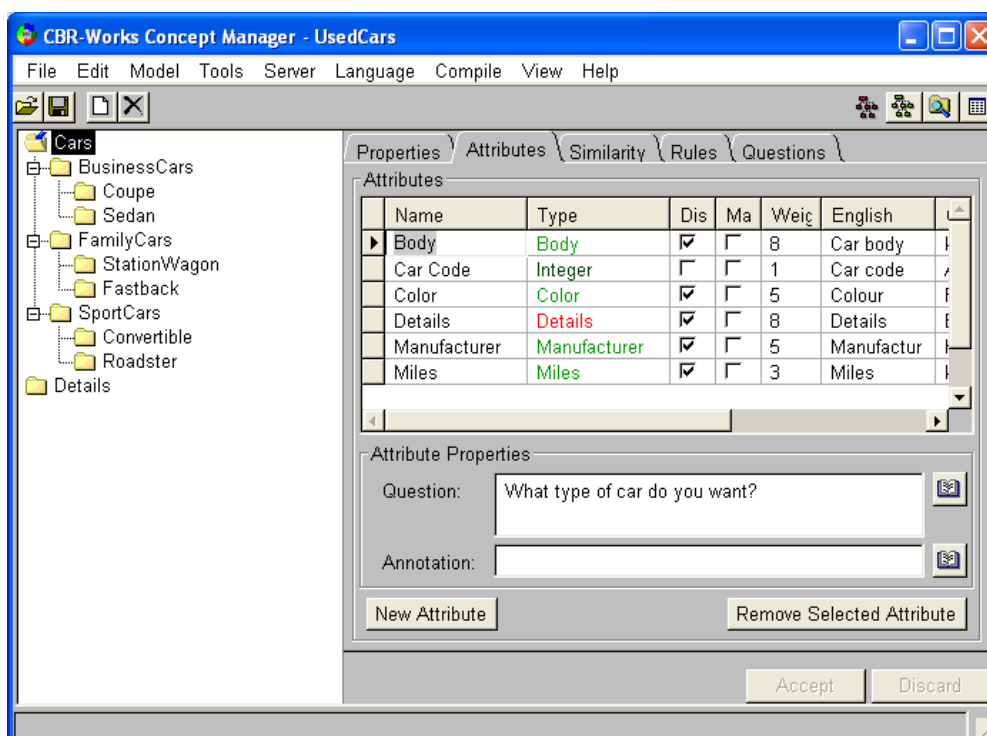 CBR-Works Concept Manager - UsedCars
File Edit Model Tools Server Language Compile View Help
Cars
BusinessCars
Coupe
Sedan
FamilyCars
StationWagon
Fastback
SportCars
Convertible
Roadster
Details
Properties Attributes Similarity Rules Questions
Attributes
Name Type Dis Ma Weig English
Body Body 8 Car body
Car Code Integer 1 Car code
Color Color 5 Colour
Details Details 8 Details
Manufacturer Manufacturer 5 Manufactur
Miles Miles 3 Miles
Attribute Properties
Question: What type of car do you want?
Annotation:
New Attribute Remove Selected Attribute
Accept Discard